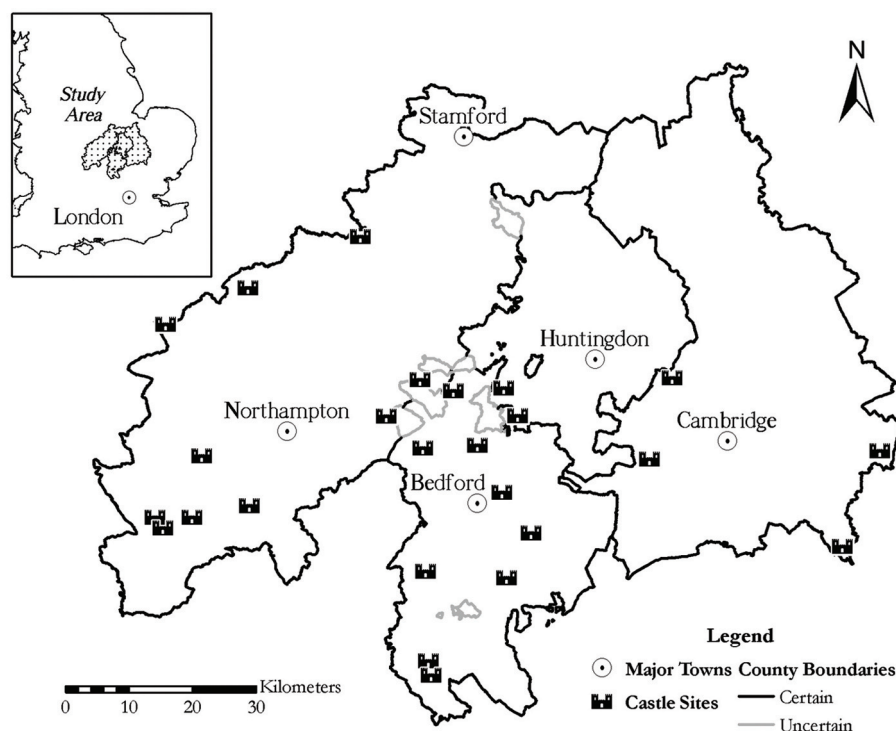 Study
Area
London
N
Stamford
Huntingdon
Northampton
Cambridge
Bedford
Legend
Major Towns
Castle Sites
County Boundaries
Certain
Uncertain
Kilometers
0 10 20 30